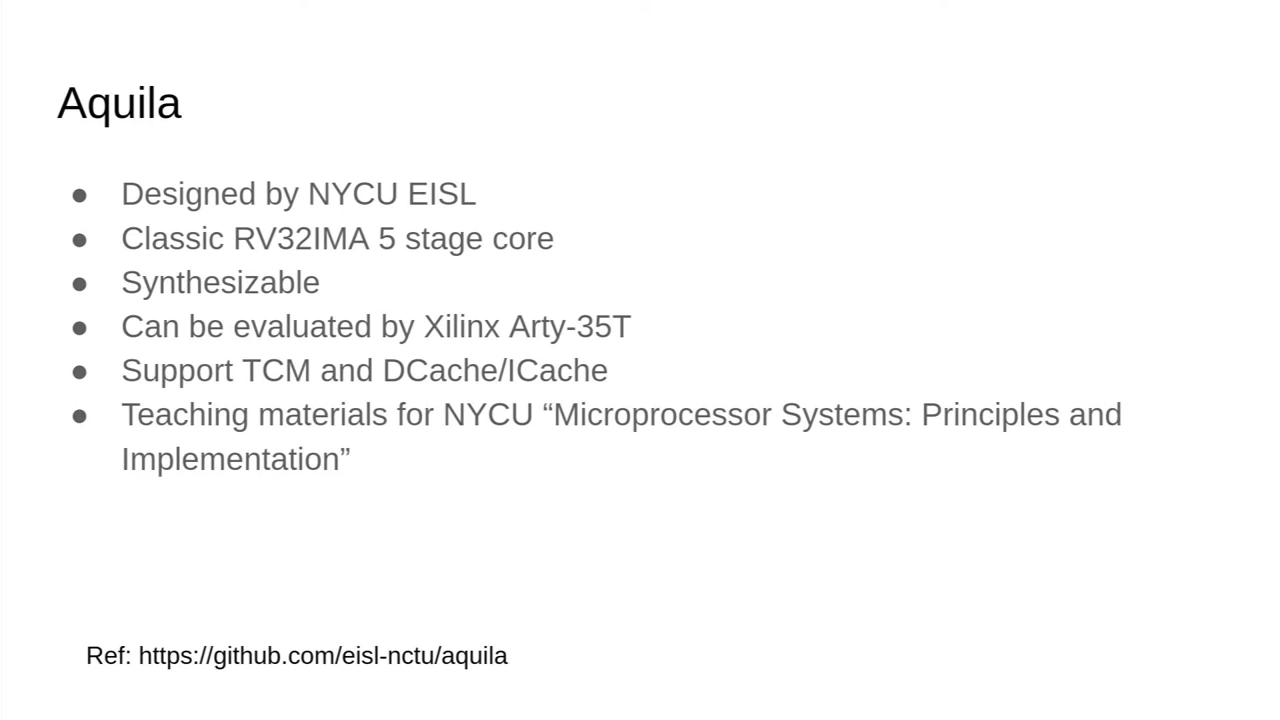 Aquila
● Designed by NYCU EISL
● Classic RV32IMA 5 stage core
● Synthesizable
● Can be evaluated by Xilinx Arty-35T
● Support TCM and DCache/ICache
● Teaching materials for NYCU “Microprocessor Systems: Principles and
Implementation”
Ref: https://github.com/eisl-nctu/aquila